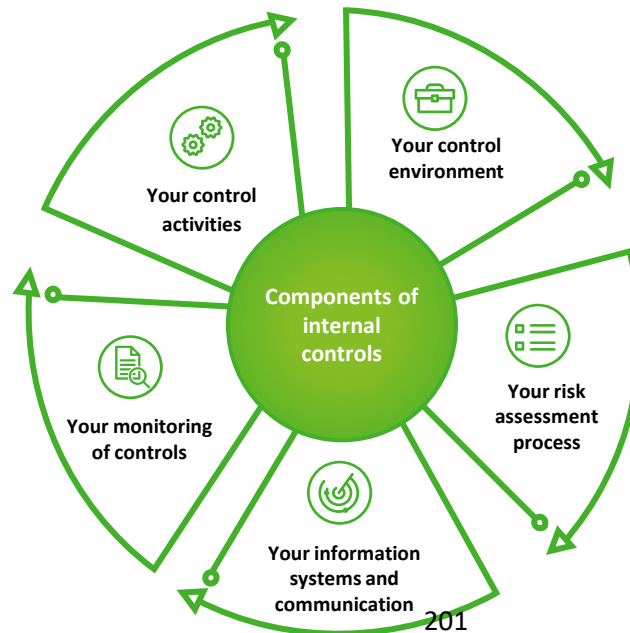 Your control
environment
Your control
activities
Components of
internal
controls
Your risk
assessment
process
Your monitoring
of controls
Your information
systems and
communication
201